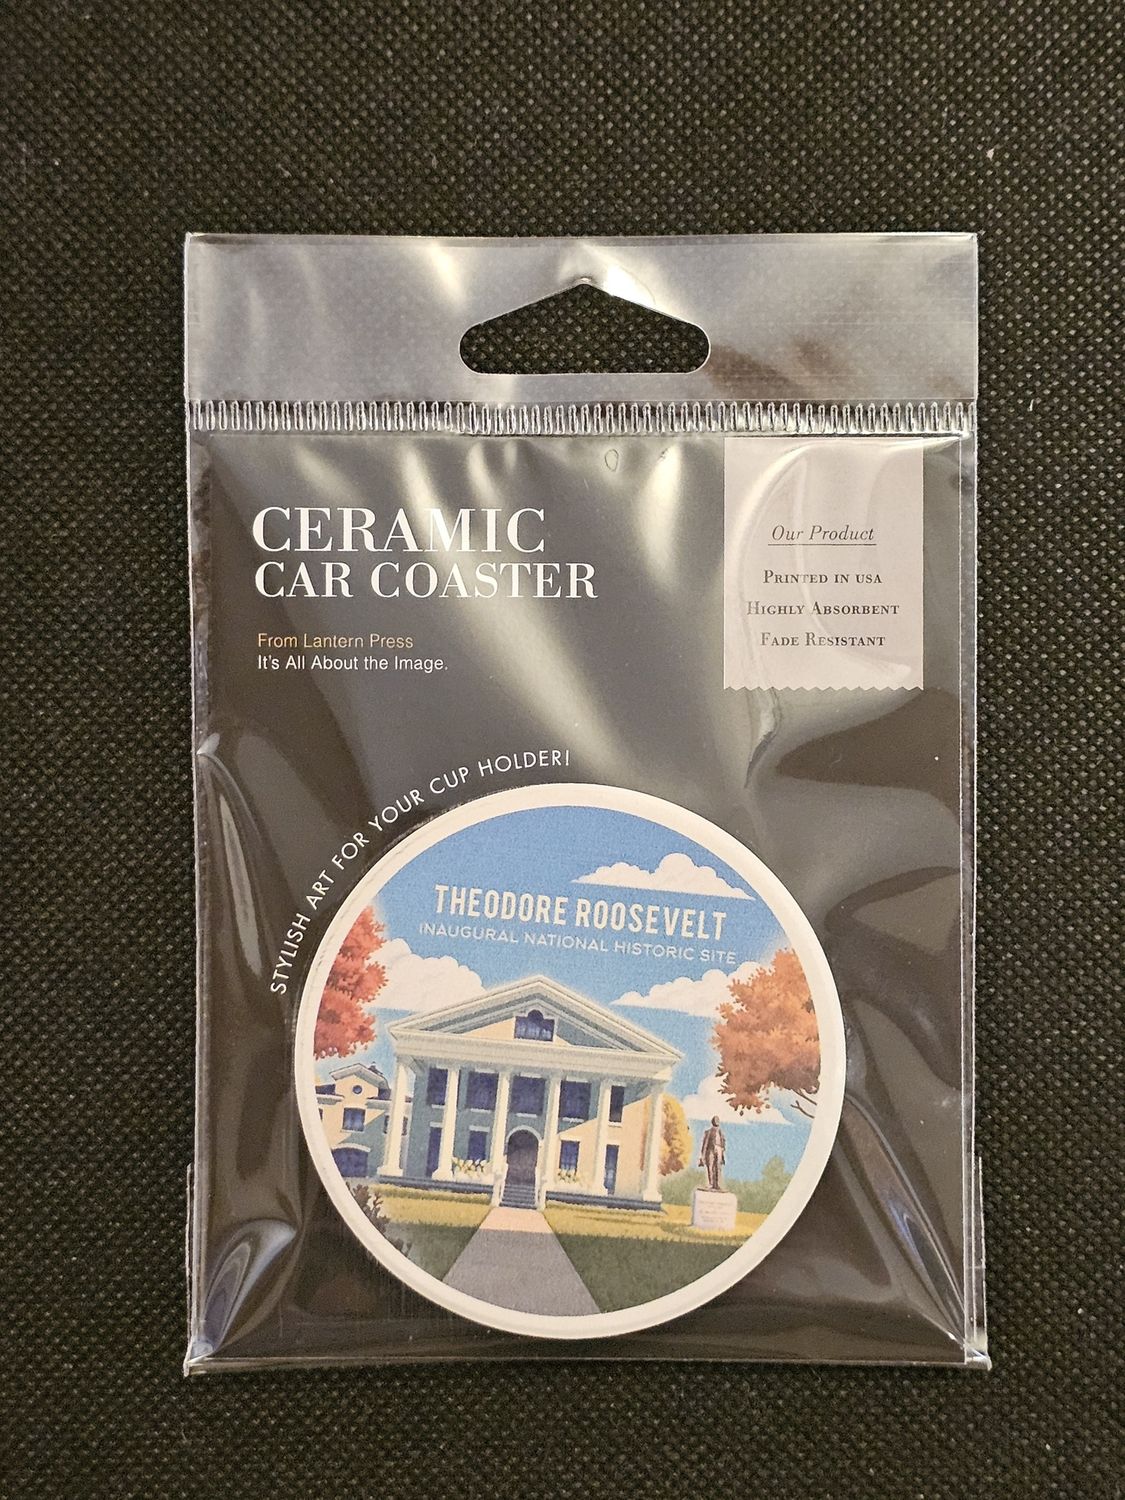 CERAMIC
CAR COASTER
From Lantern Press
It's All About the Image.
Our Product
PRINTED IN USA
HIGHLY ABSORBENT
FADE RESISTANT
STYLISH ART FOR YOUR CUP HOLDER!
THEODORE ROOSEVELT
INAUGURAL NATIONAL HISTORIC SITE